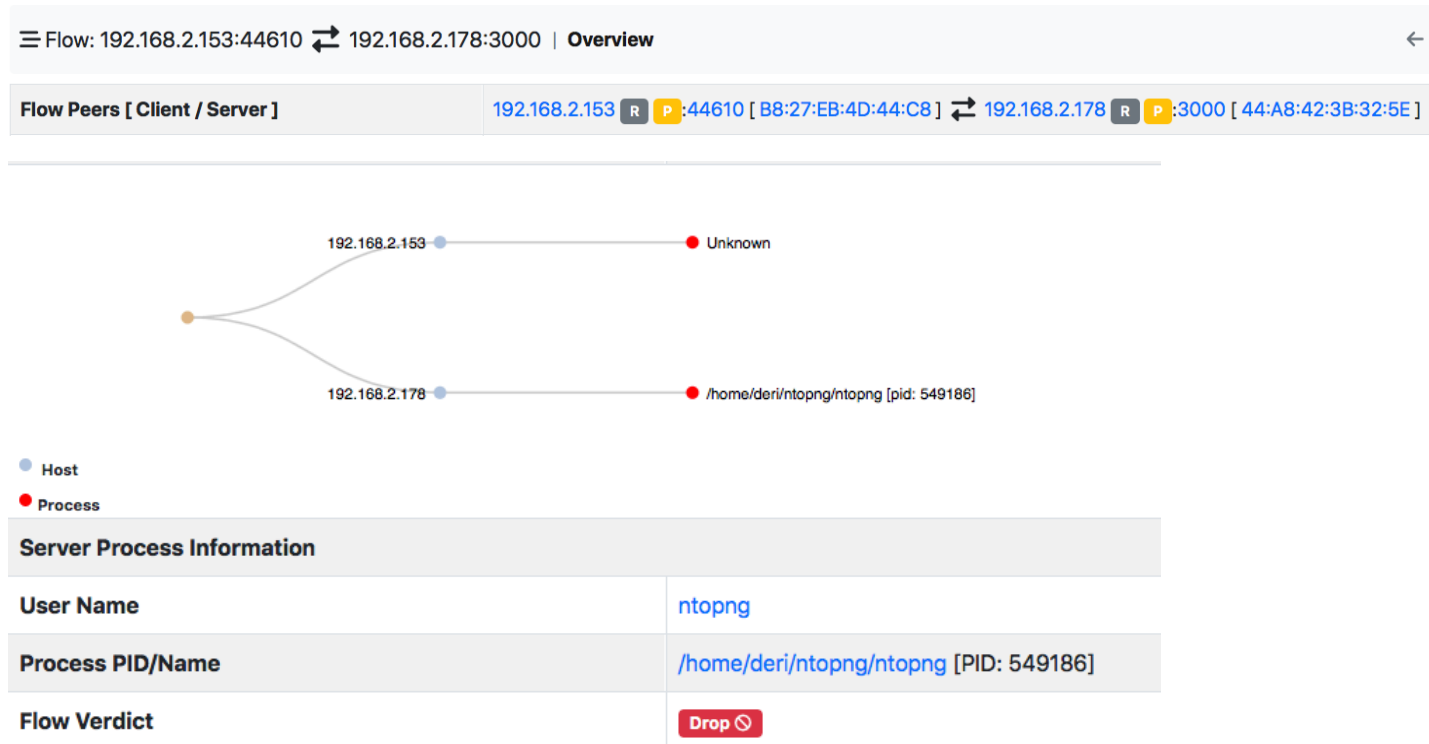 Flow: 192.168.2.153:44610 ⇄ 192.168.2.178:3000 | Overview
Flow Peers [ Client / Server ] 192.168.2.153 R P :44610 [ B8:27:EB:4D:44:C8 ] ⇄ 192.168.2.178 R P :3000 [ 44:A8:42:3B:32:5E ]
192.168.2.153 Unknown
192.168.2.178 /home/deri/ntopng/ntopng [pid: 549186]
Host
Process
Server Process Information
User Name ntopng
Process PID/Name /home/deri/ntopng/ntopng [PID: 549186]
Flow Verdict Drop